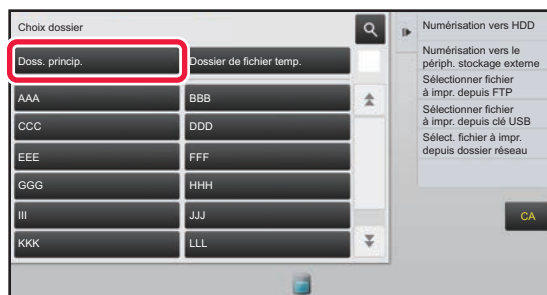 Choix dossier
Doss. princip.
Dossier de fichier temp.
AAA
BBB
CCC
DDD
EEE
FFF
GGG
HHH
III
JJJ
KKK
LLL
Numérisation vers HDD
Numérisation vers le
périph. stockage externe
Sélectionner fichier
à impr. depuis FTP
Sélectionner fichier
à impr. depuis clé USB
Sélect. fichier à impr.
depuis dossier réseau
CA